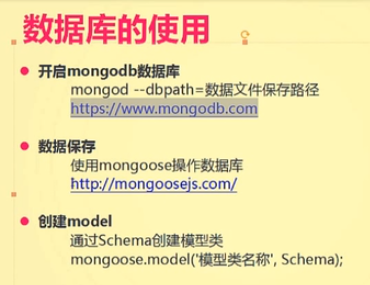 数据库的使用
开启mongodb数据库
mongod --dbpath=数据文件保存路径
https://www.mongodb.com
数据保存
使用mongoose操作数据库
http://mongoosejs.com/
创建model
通过Schema创建模型类
mongoose.model('模型类名称', Schema);